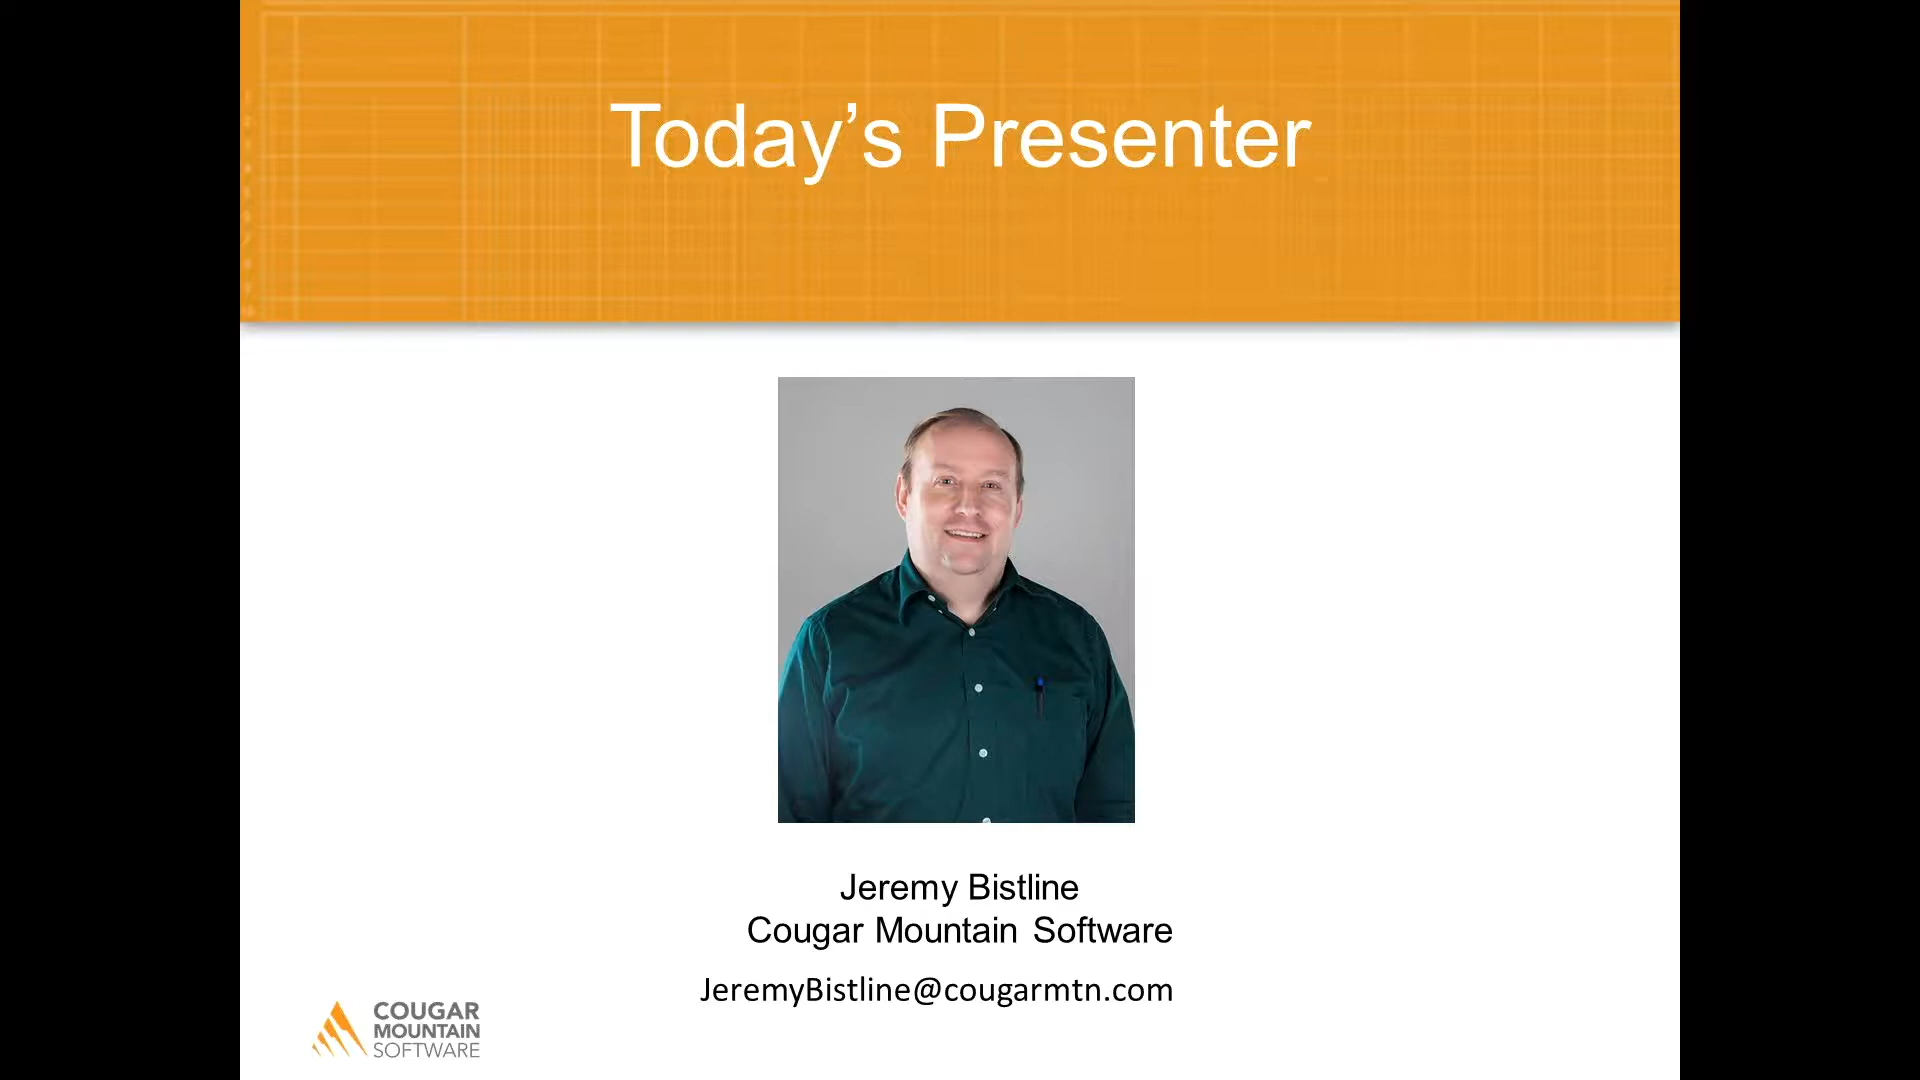 Today’s Presenter
Jeremy Bistline
Cougar Mountain Software
JeremyBistline@cougarmtn.com
COUGAR
MOUNTAIN
SOFTWARE